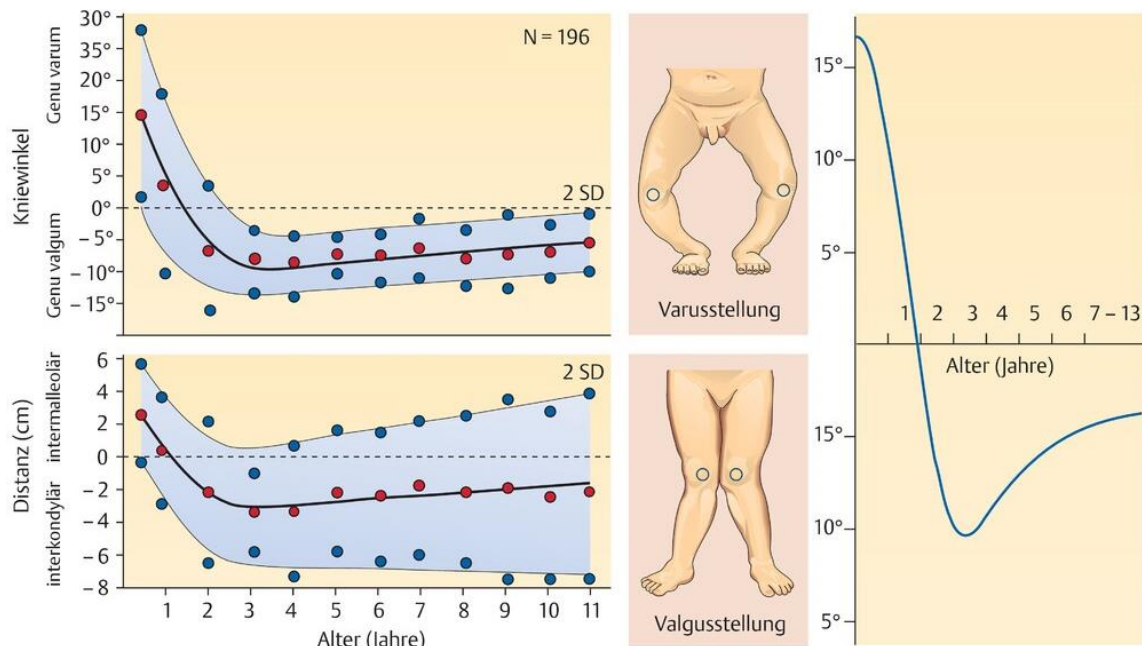 30°
35°
20°
15°
10°
5°
0°
–5°
–10°
–15°
Genu varum
Genu valgum
Kniewinkel
N = 196
2 SD
6
4
2
0
–2
–4
–6
–8
intermalleolär
interkondylär
Distanz (cm)
2 SD
1 2 3 4 5 6 7 8 9 10 11
Alter (Jahre)
Varusstellung
Valgusstellung
15°
10°
5°
1 2 3 4 5 6 7 – 13
Alter (Jahre)
15°
10°
5°